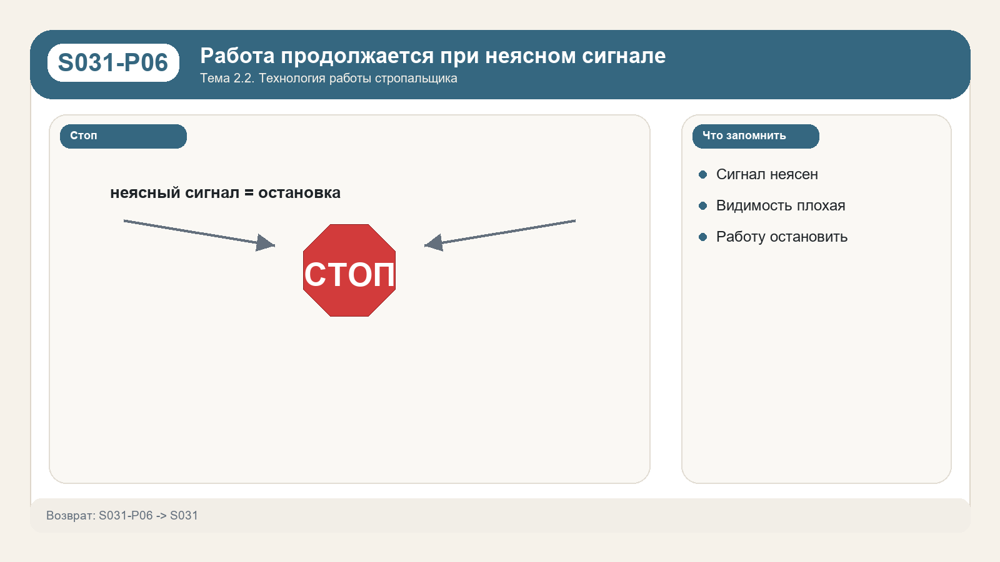 S031-P06
Работа продолжается при неясном сигнале
Тема 2.2. Технология работы стропальщика
Стоп
неясный сигнал = остановка
СТОП
Что запомнить
Сигнал неясен
Видимость плохая
Работу остановить
Возврат: S031-P06 -> S031